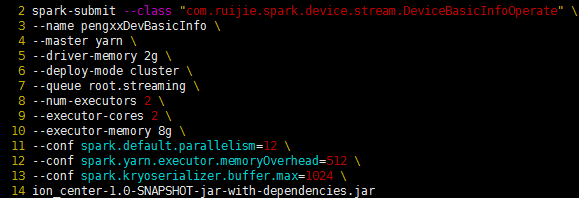 2 spark-submit --class "com.ruijie.spark.device.stream.DeviceBasicInfoOperate" \
3 --name pengxxDevBasicInfo \
4 --master yarn \
5 --driver-memory 2g \
6 --deploy-mode cluster \
7 --queue root.streaming \
8 --num-executors 2 \
9 --executor-cores 2 \
10 --executor-memory 8g \
11 --conf spark.default.parallelism=12 \
12 --conf spark.yarn.executor.memoryOverhead=512 \
13 --conf spark.kryoserializer.buffer.max=1024 \
14 ion_center-1.0-SNAPSHOT-jar-with-dependencies.jar